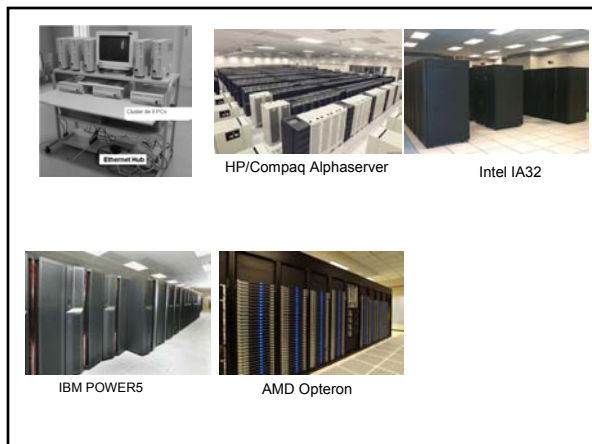 Cluster de 8 PCs
Ethernet Hub
HP/Compaq Alphaserver
Intel IA32
IBM POWER5
AMD Opteron